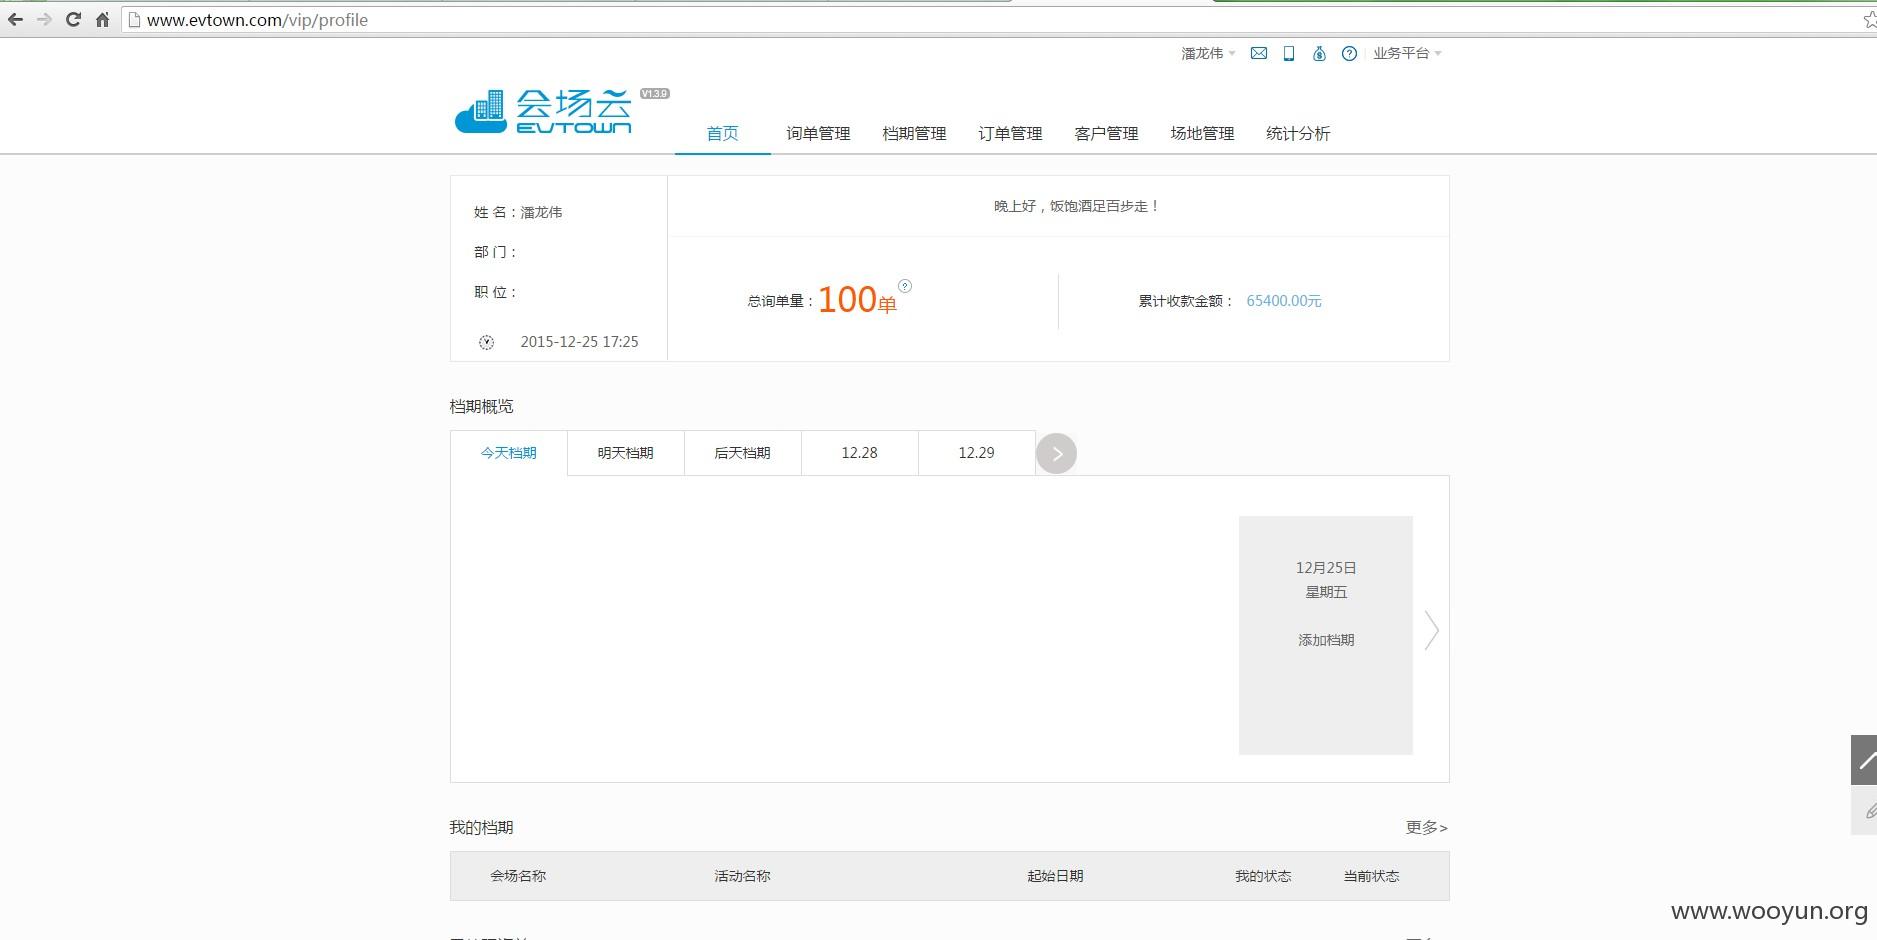 www.evtown.com/vip/profile
潘龙伟 业务平台
会场云 V1.3.9
EVTOWN
首页 询单管理 档期管理 订单管理 客户管理 场地管理 统计分析
姓 名：潘龙伟
部 门：
职 位：
2015-12-25 17:25
晚上好，饭饱酒足百步走！
总询单量：100单
累计收款金额： 65400.00元
档期概览
今天档期 明天档期 后天档期 12.28 12.29
12月25日
星期五
添加档期
我的档期 更多>
会场名称 活动名称 起始日期 我的状态 当前状态
www.wooyun.org